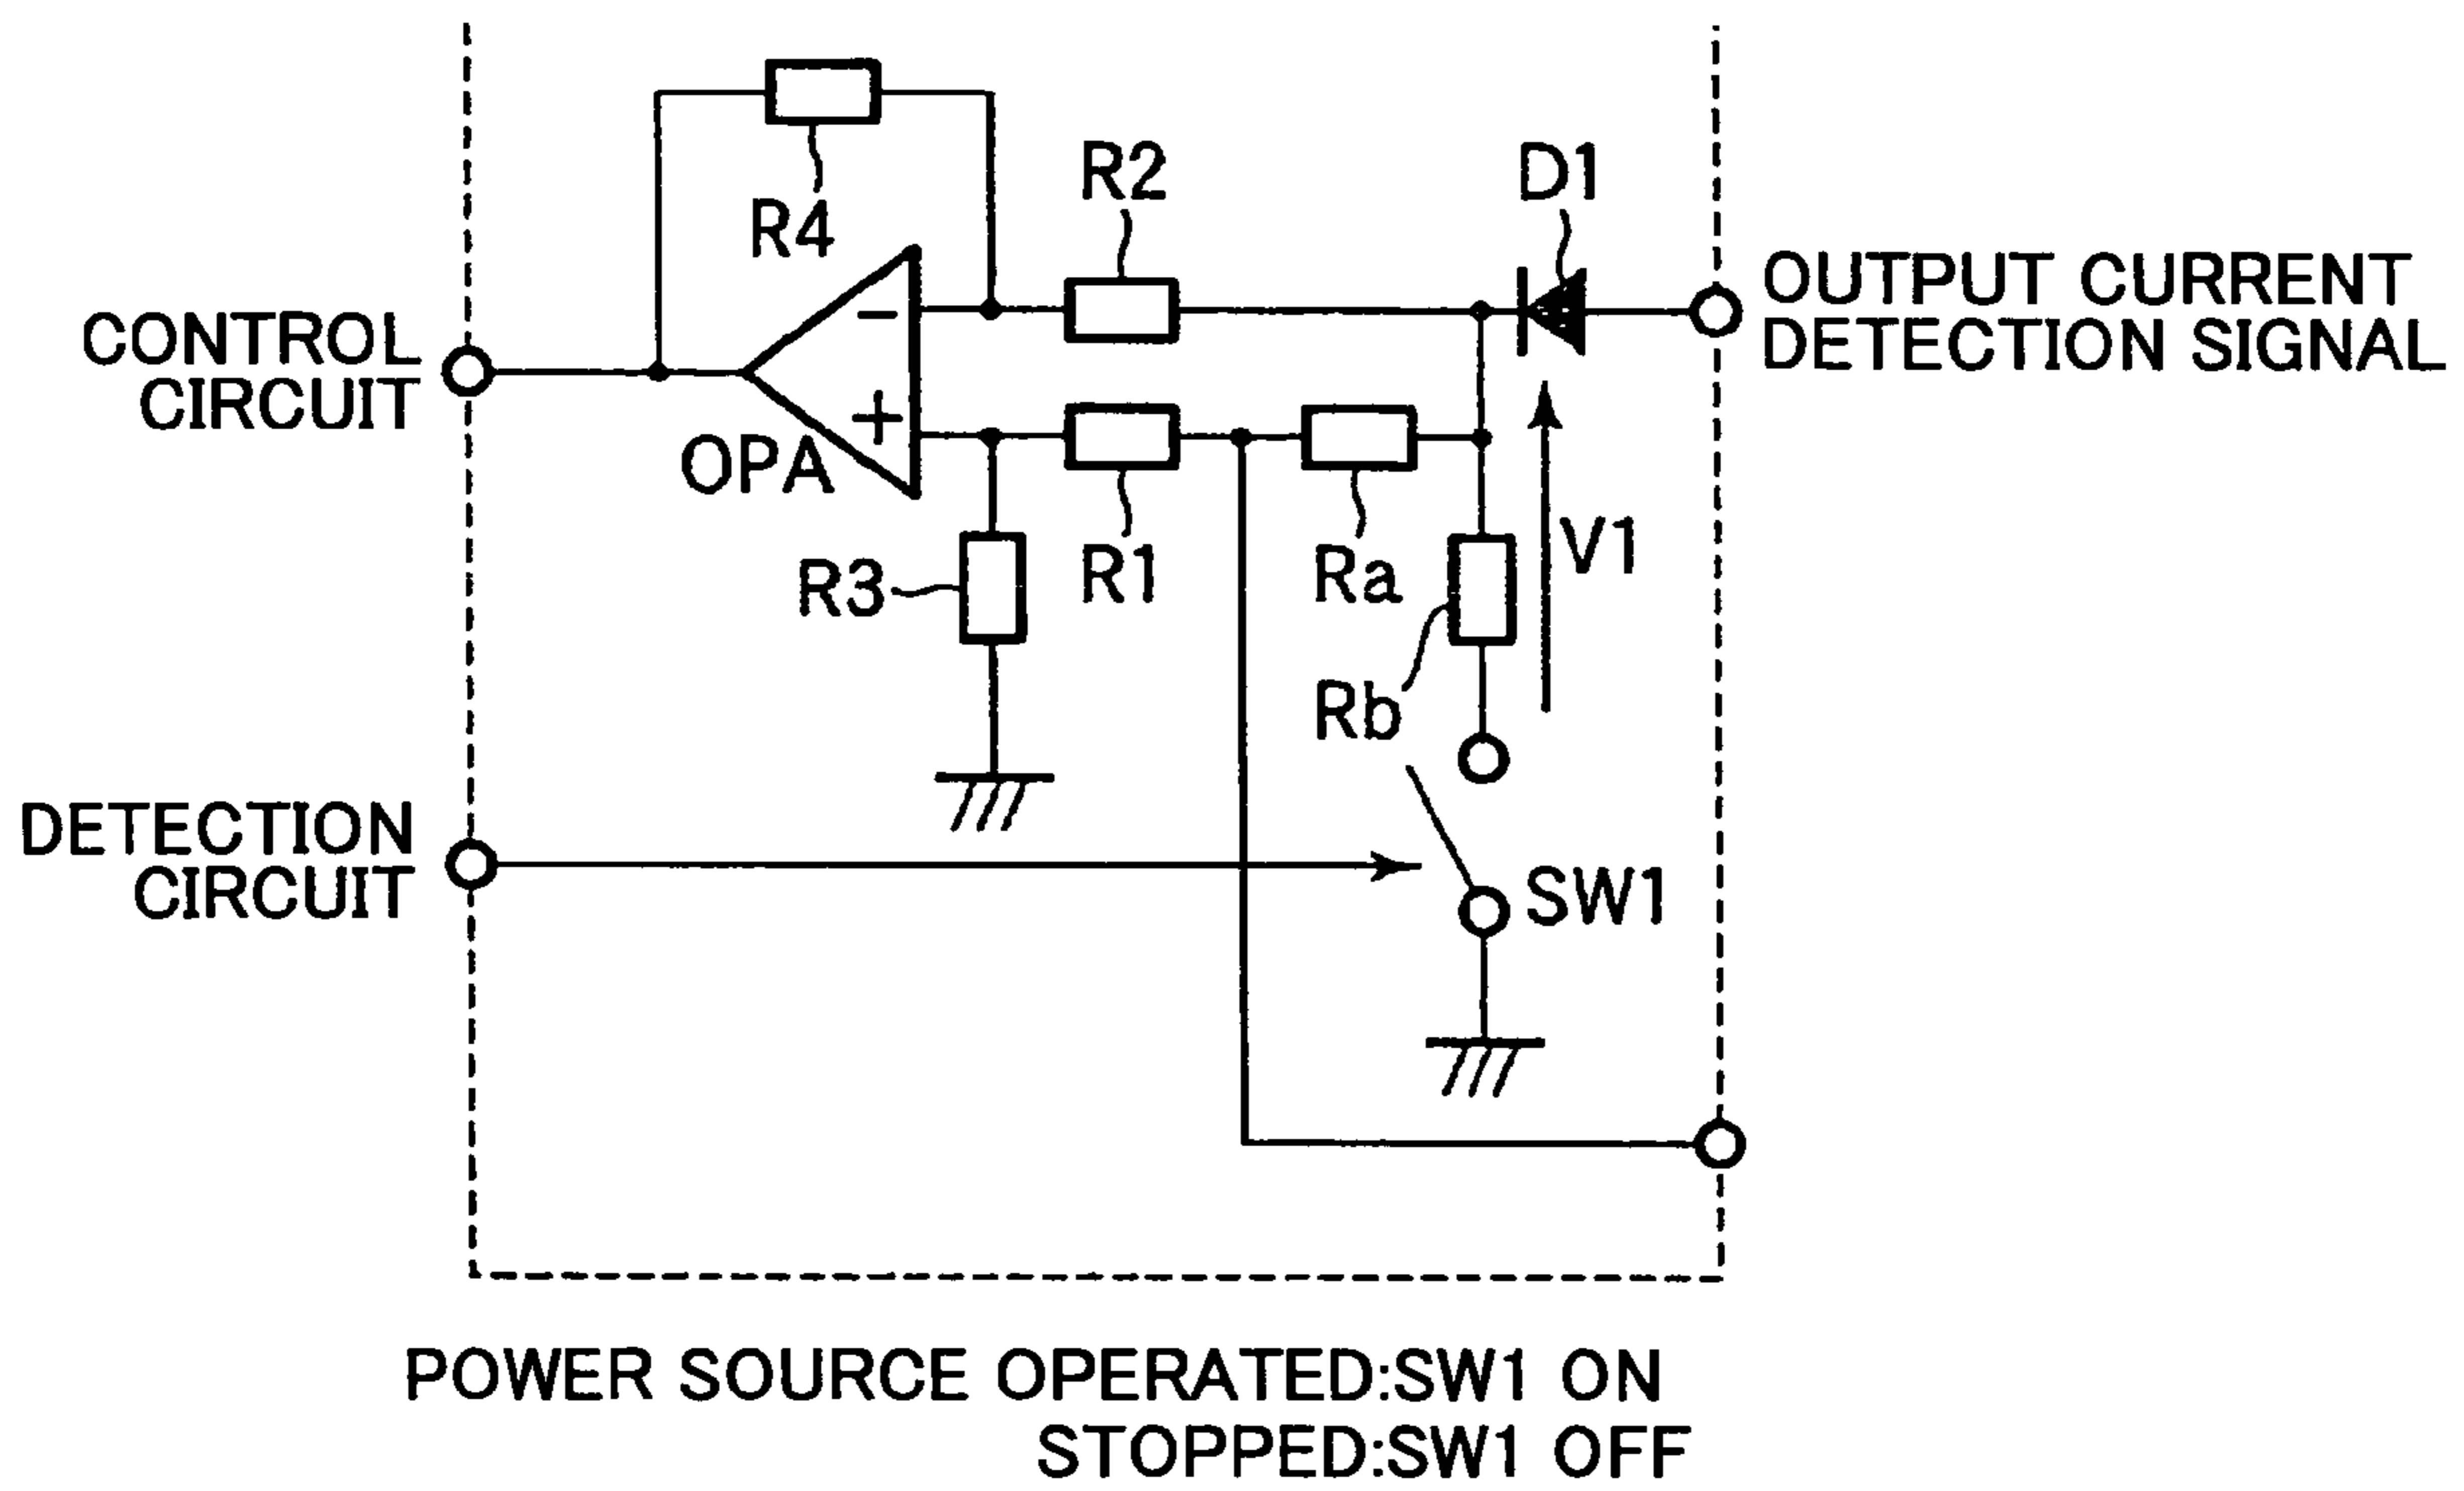 R4
R2
D1
OUTPUT CURRENT
DETECTION SIGNAL
CONTROL
CIRCUIT
−
+
OPA
R3
R1
Ra
V1
Rb
DETECTION
CIRCUIT
SW1
POWER SOURCE OPERATED:SW1 ON
STOPPED:SW1 OFF